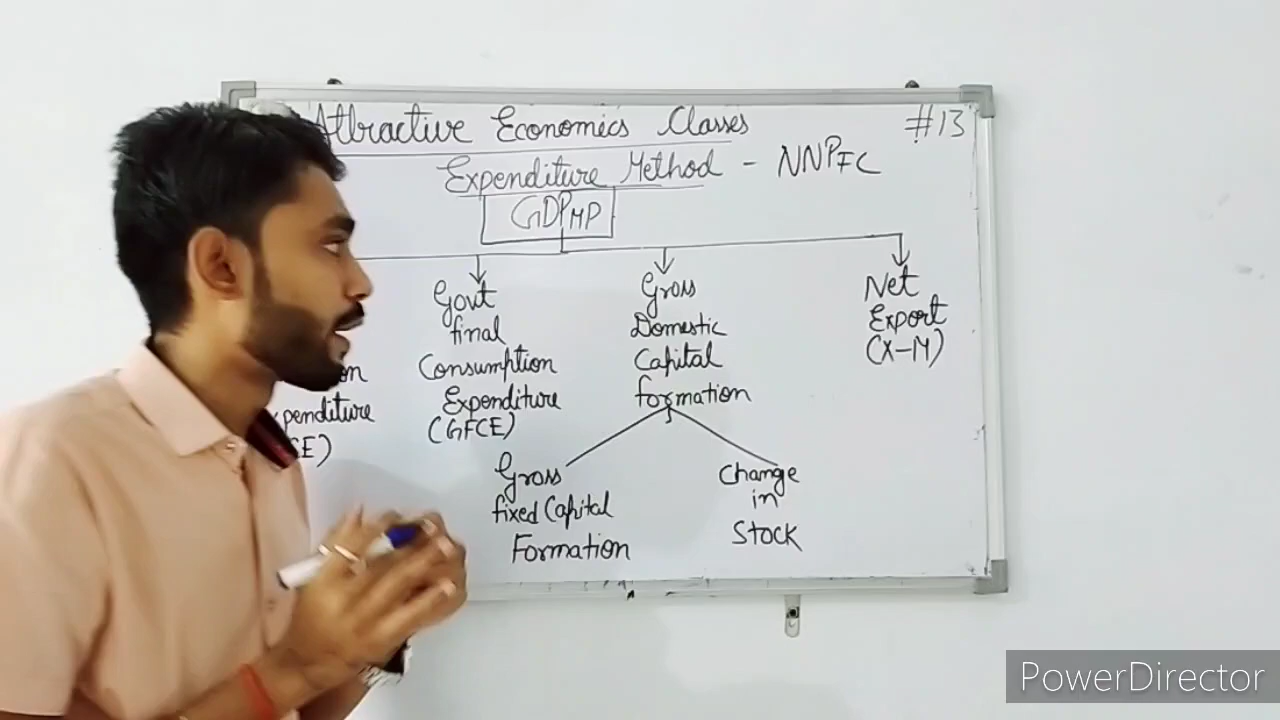 Attractive Economics Classes #13
Expenditure Method - NNPFC
GDPMP
Govt
final
Consumption
Expenditure
(GFCE)
Gross
Domestic
Capital
formation
Net
Export
(X-M)
Gross
fixed Capital
Formation
Change
in
Stock
PowerDirector